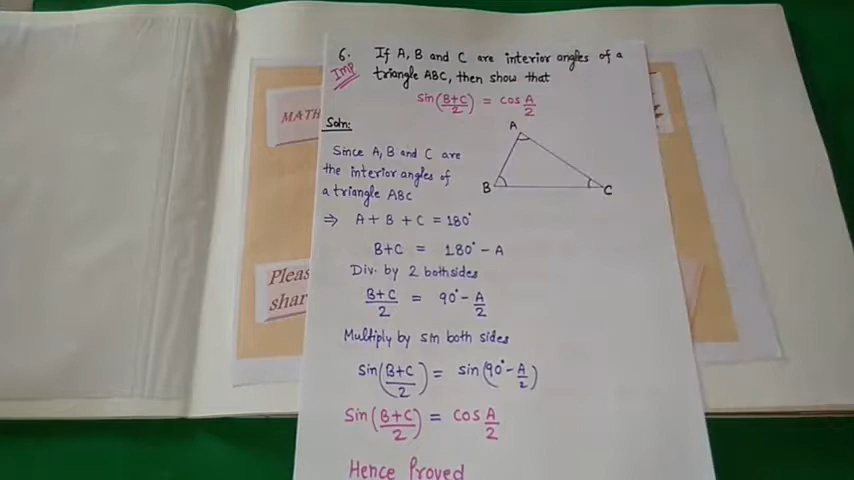 6. If A, B and C are interior angles of a
Imp triangle ABC, then show that
sin(B+C/2) = cos A/2
Soln:
Since A, B and C are
the interior angles of
a triangle ABC
A
B
C
⇒ A + B + C = 180°
B+C = 180° - A
Div. by 2 bothsides
B+C/2 = 90° - A/2
Multiply by sin both sides
sin(B+C/2) = sin(90° - A/2)
Sin(B+C/2) = cos A/2
Hence Proved
MATH
Pleas
shar